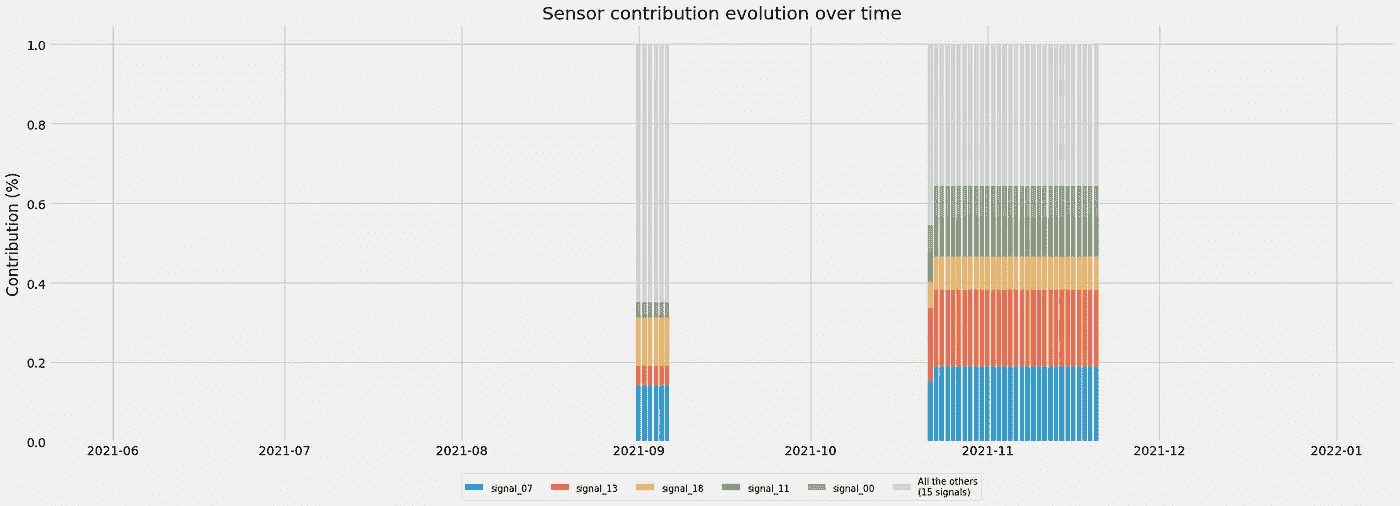 Sensor contribution evolution over time
Contribution (%)
1.0
0.8
0.6
0.4
0.2
0.0
2021-06 2021-07 2021-08 2021-09 2021-10 2021-11 2021-12 2022-01
signal_07 signal_13 signal_18 signal_11 signal_00 All the others
(15 signals)